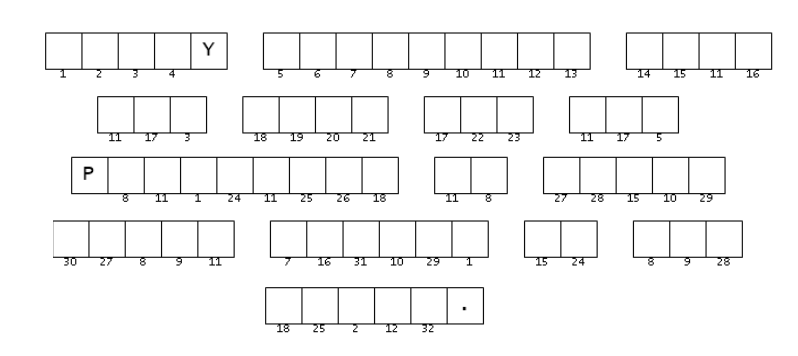 Y
1 2 3 4 5 6 7 8 9 10 11 12 13 14 15 11 16
11 17 3 18 19 20 21 17 22 23 11 17 5
P
8 11 1 24 11 25 26 18 11 8 27 28 15 10 29
30 27 8 9 11 7 16 31 10 29 1 15 24 8 9 28
.
18 25 2 12 32